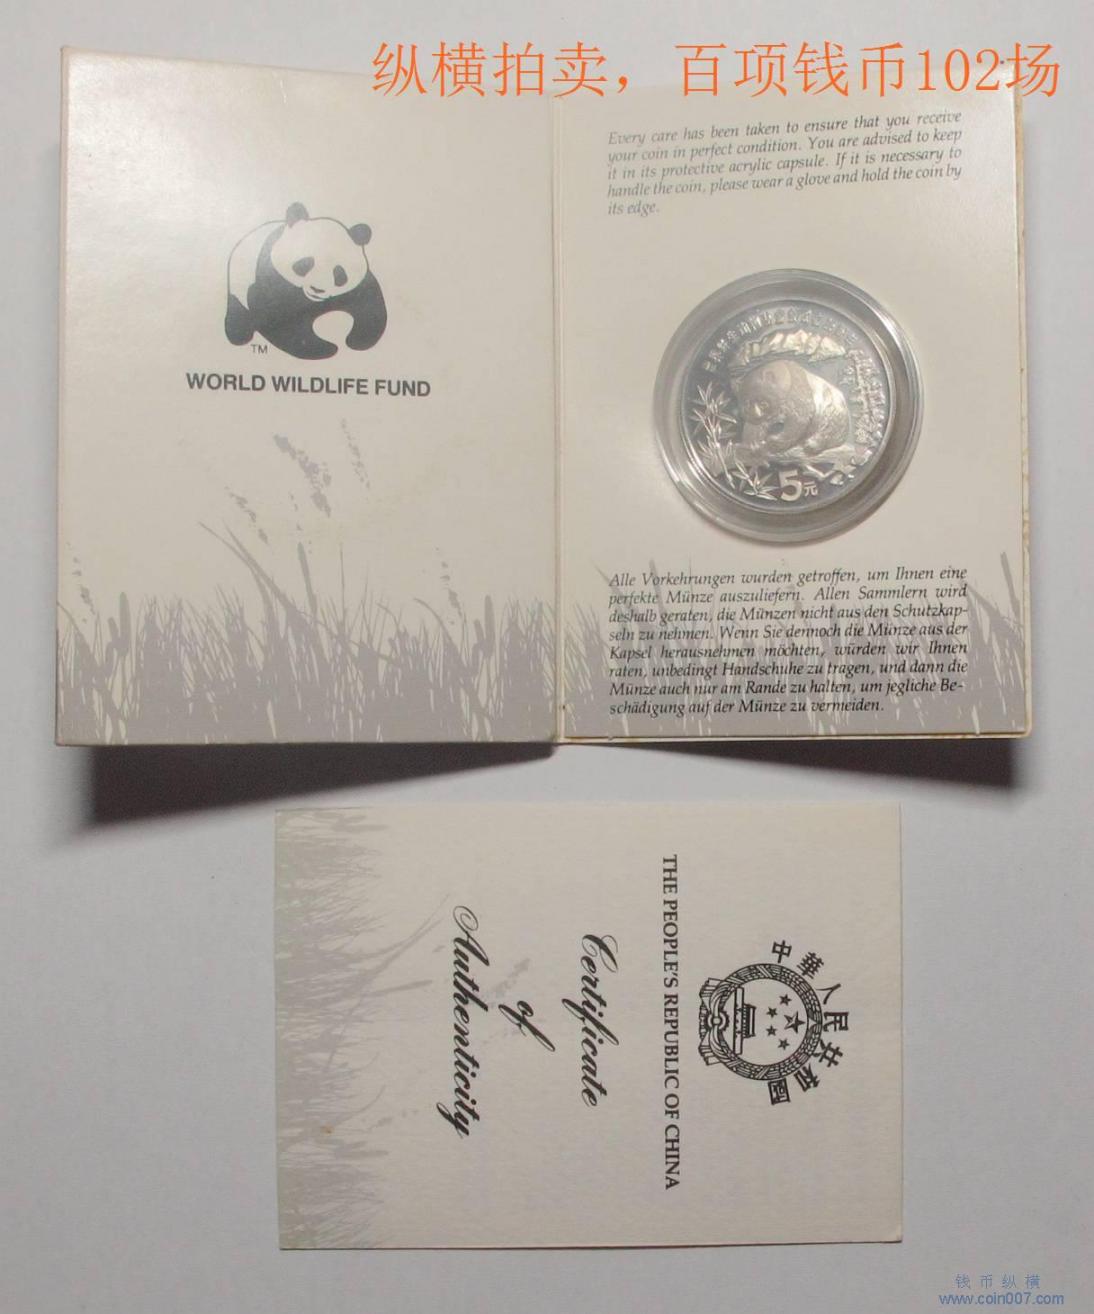 纵横拍卖，百项钱币102场
Every care has been taken to ensure that you receive
your coin in perfect condition. You are advised to keep
it in its protective acrylic capsule. If it is necessary to
handle the coin, please wear a glove and hold the coin by
its edge.
TM
WORLD WILDLIFE FUND
5元
Alle Vorkehrungen wurden getroffen, um Ihnen eine
perfekte Münze auszuliefern. Allen Sammlern wird
deshalb geraten, die Münzen nicht aus den Schutzkap-
seln zu nehmen. Wenn Sie dennoch die Münze aus der
Kapsel herausnehmen möchten, würden wir Ihnen
raten, unbedingt Handschuhe zu tragen, und dann die
Münze auch nur am Rande zu halten, um jegliche Be-
schädigung auf der Münze zu vermeiden.
中華人民共和國
THE PEOPLE'S REPUBLIC OF CHINA
Certificate
of
Authenticity
钱币纵横
www.coin007.com